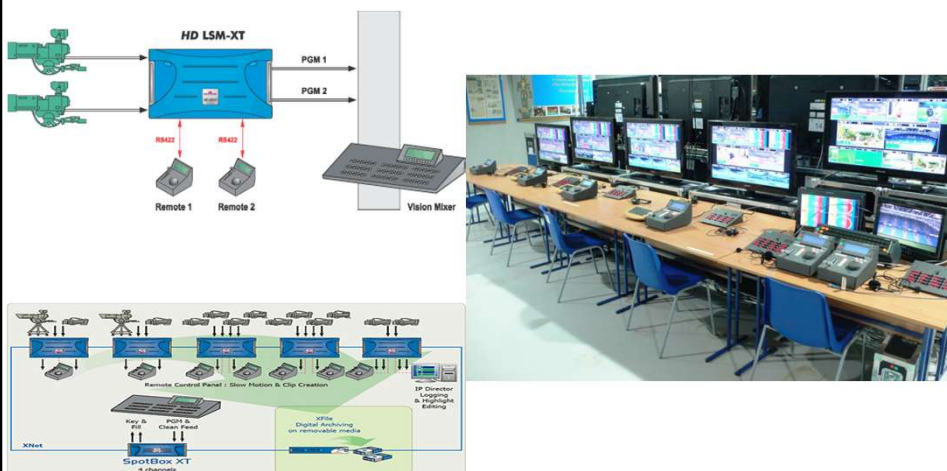 HD LSM-XT
PGM 1
PGM 2
RS422
RS422
Remote 1
Remote 2
Vision Mixer
Remote Control Panel : Slow Motion & Clip Creation
IP Director
Logging
& Highlight
Editing
Key &
Fill
PGM &
Clean Feed
XFile
Digital Archiving
on removable media
XNet
SpotBox XT
4 channels
14